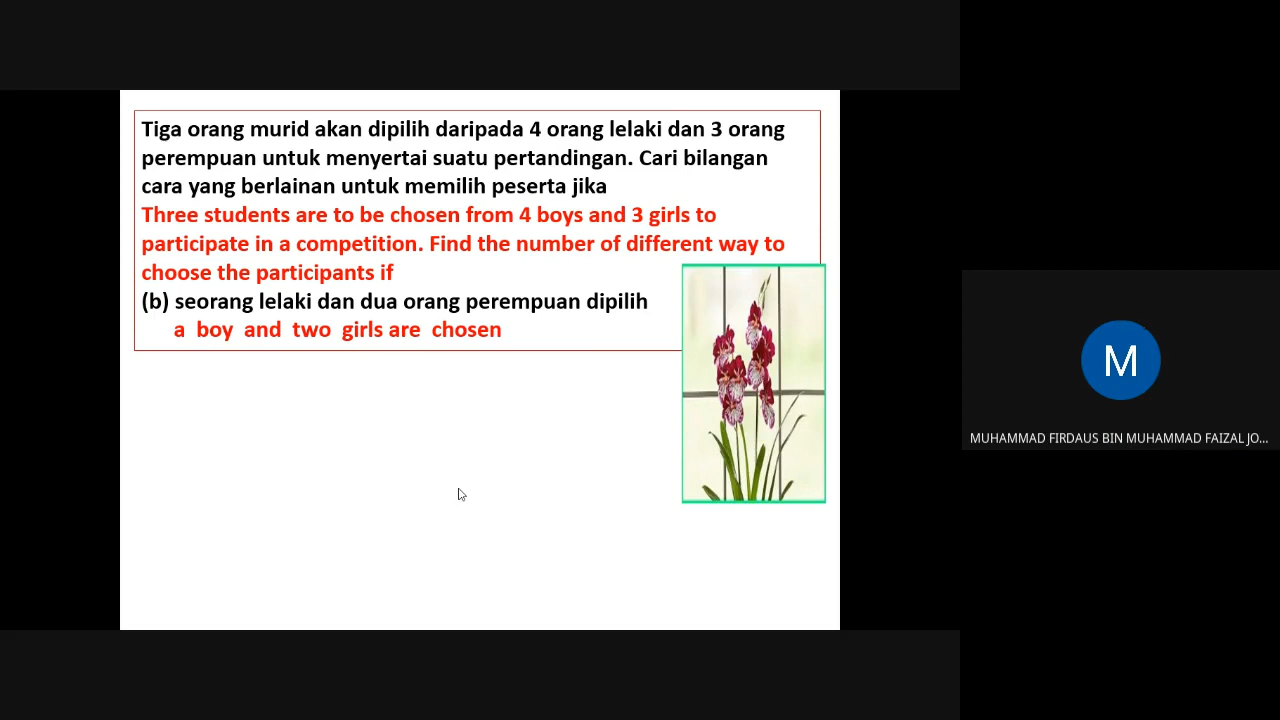 Tiga orang murid akan dipilih daripada 4 orang lelaki dan 3 orang
perempuan untuk menyertai suatu pertandingan. Cari bilangan
cara yang berlainan untuk memilih peserta jika
Three students are to be chosen from 4 boys and 3 girls to
participate in a competition. Find the number of different way to
choose the participants if
(b) seorang lelaki dan dua orang perempuan dipilih
a boy and two girls are chosen
M
MUHAMMAD FIRDAUS BIN MUHAMMAD FAIZAL JO...